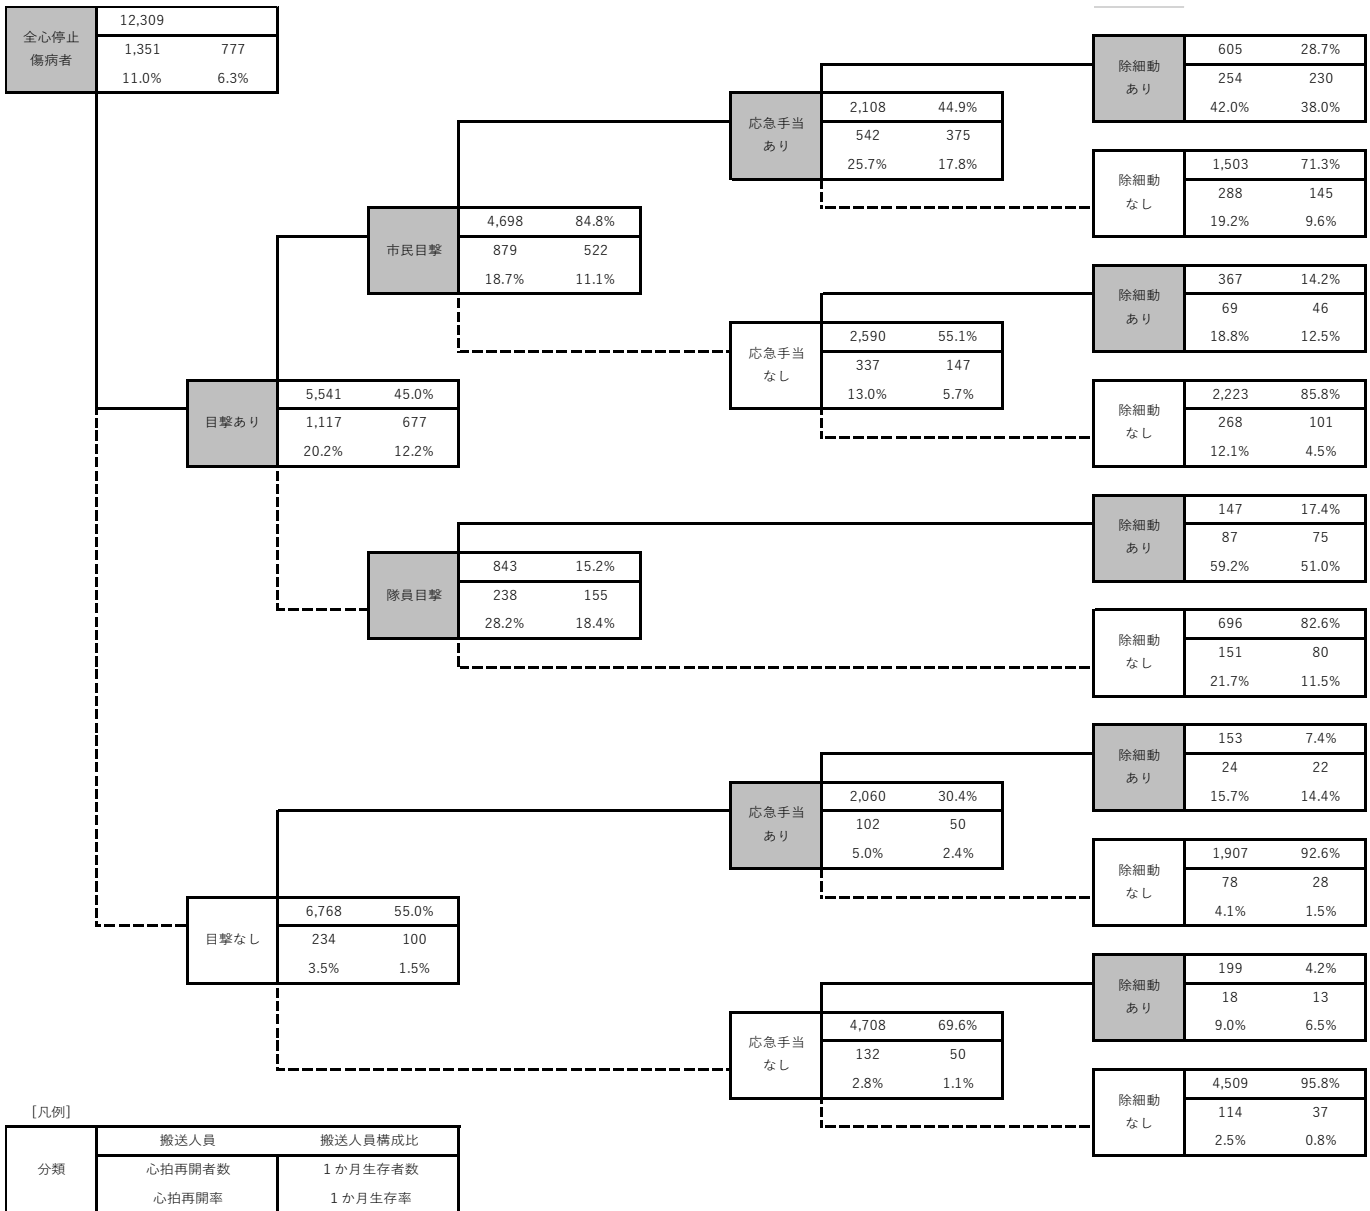 全心停止
傷病者
12,309
1,351 777
11.0% 6.3%
目撃あり
5,541 45.0%
1,117 677
20.2% 12.2%
市民目撃
4,698 84.8%
879 522
18.7% 11.1%
応急手当
あり
2,108 44.9%
542 375
25.7% 17.8%
除細動
あり
605 28.7%
254 230
42.0% 38.0%
除細動
なし
1,503 71.3%
288 145
19.2% 9.6%
応急手当
なし
2,590 55.1%
337 147
13.0% 5.7%
除細動
あり
367 14.2%
69 46
18.8% 12.5%
除細動
なし
2,223 85.8%
268 101
12.1% 4.5%
隊員目撃
843 15.2%
238 155
28.2% 18.4%
除細動
あり
147 17.4%
87 75
59.2% 51.0%
除細動
なし
696 82.6%
151 80
21.7% 11.5%
目撃なし
6,768 55.0%
234 100
3.5% 1.5%
応急手当
あり
2,060 30.4%
102 50
5.0% 2.4%
除細動
あり
153 7.4%
24 22
15.7% 14.4%
除細動
なし
1,907 92.6%
78 28
4.1% 1.5%
応急手当
なし
4,708 69.6%
132 50
2.8% 1.1%
除細動
あり
199 4.2%
18 13
9.0% 6.5%
除細動
なし
4,509 95.8%
114 37
2.5% 0.8%
[凡例]
分類
搬送人員 搬送人員構成比
心拍再開者数 1か月生存者数
心拍再開率 1か月生存率